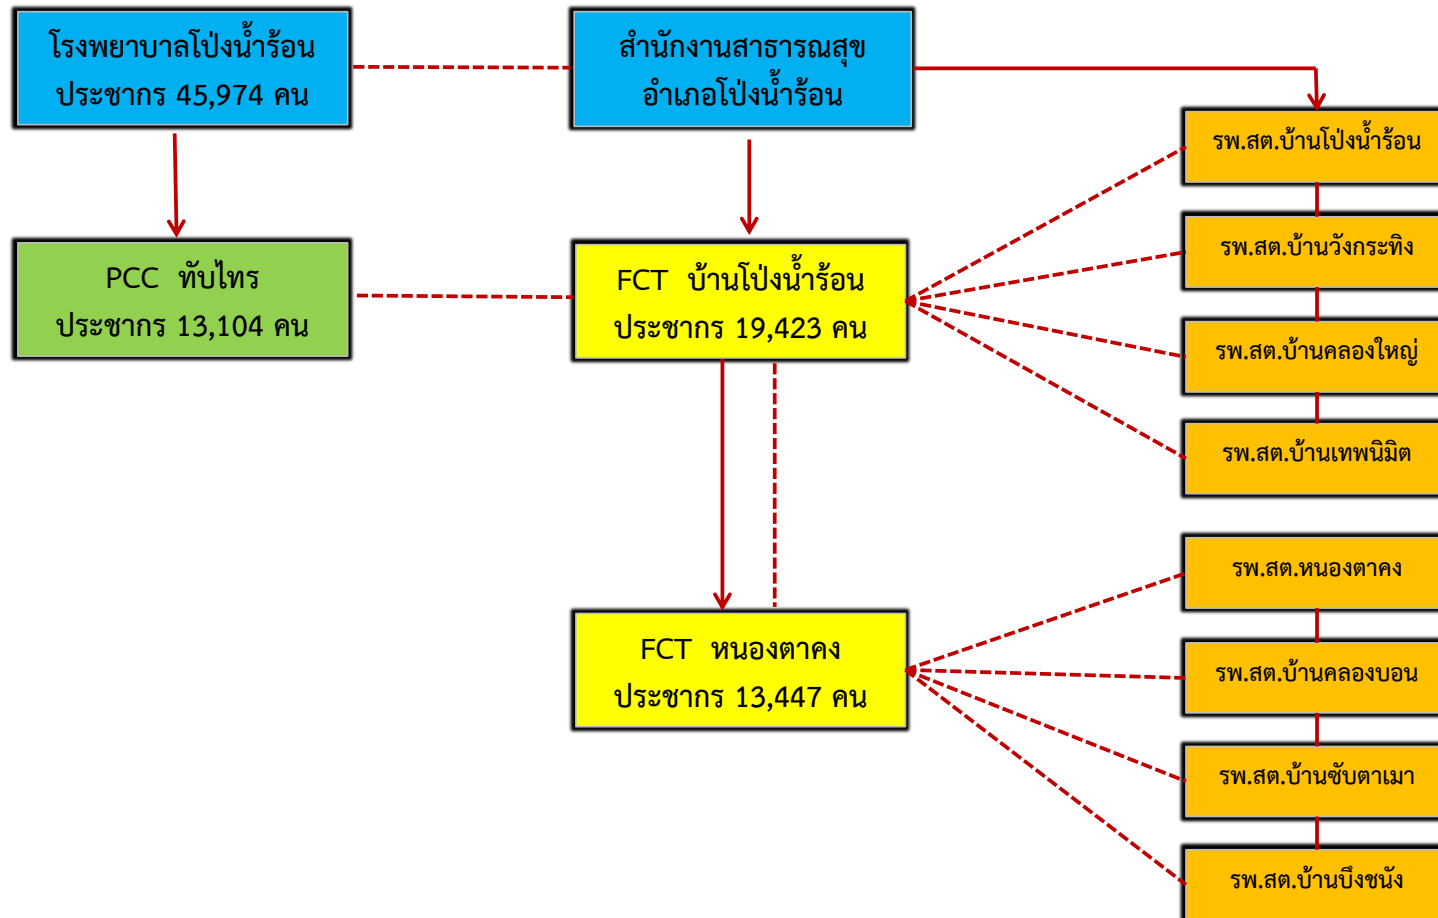 โรงพยาบาลโป่งน้ำร้อน
ประชากร 45,974 คน
สำนักงานสาธารณสุข
อำเภอโป่งน้ำร้อน
รพ.สต.บ้านโป่งน้ำร้อน
รพ.สต.บ้านวังกระทิง
PCC ทับไทร
ประชากร 13,104 คน
FCT บ้านโป่งน้ำร้อน
ประชากร 19,423 คน
รพ.สต.บ้านคลองใหญ่
รพ.สต.บ้านเทพนิมิต
รพ.สต.หนองตาคง
FCT หนองตาคง
ประชากร 13,447 คน
รพ.สต.บ้านคลองบอน
รพ.สต.บ้านซับตาเมา
รพ.สต.บ้านบึงชนัง